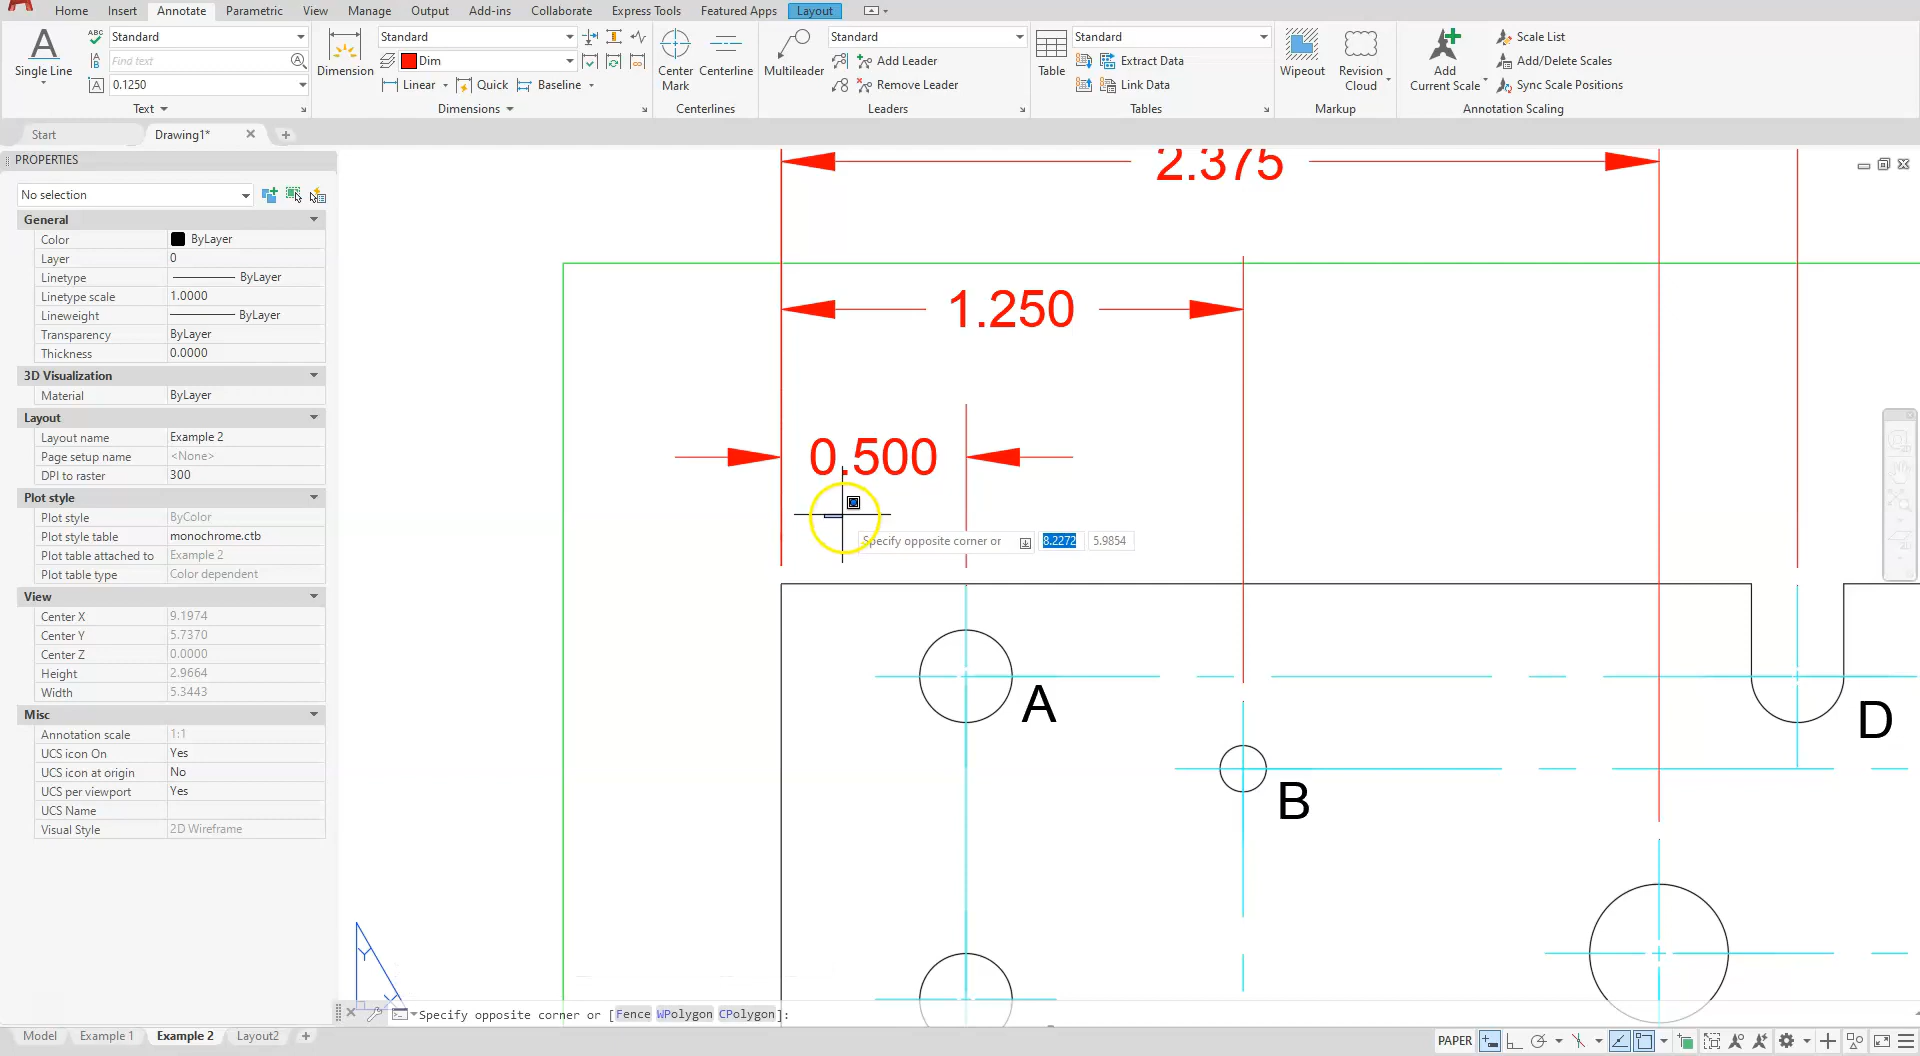 Home Insert Annotate Parametric View Manage Output Add-ins Collaborate Express Tools Featured Apps Layout
Single Line
ABC Standard
Find text
A 0.1250
Text
Dimension
Standard
Dim
Linear Quick Baseline
Dimensions
Center Mark
Centerline
Centerlines
Multileader
Standard
Add Leader
Remove Leader
Leaders
Table
Standard
Extract Data
Link Data
Tables
Wipeout
Revision Cloud
Markup
Add Current Scale
Scale List
Add/Delete Scales
Sync Scale Positions
Annotation Scaling
Start Drawing1*
PROPERTIES
No selection
General
Color ByLayer
Layer 0
Linetype ByLayer
Linetype scale 1.0000
Lineweight ByLayer
Transparency ByLayer
Thickness 0.0000
3D Visualization
Material ByLayer
Layout
Layout name Example 2
Page setup name <None>
DPI to raster 300
Plot style
Plot style ByColor
Plot style table monochrome.ctb
Plot table attached to Example 2
Plot table type Color dependent
View
Center X 9.1974
Center Y 5.7370
Center Z 0.0000
Height 2.9664
Width 5.3443
Misc
Annotation scale 1:1
UCS icon On Yes
UCS icon at origin No
UCS per viewport Yes
UCS Name
Visual Style 2D Wireframe
2.375
1.250
0.500
Specify opposite corner or 8.2272 5.9854
A
D
B
Y
X
Specify opposite corner or [Fence WPolygon CPolygon]:
Model Example 1 Example 2 Layout2
PAPER